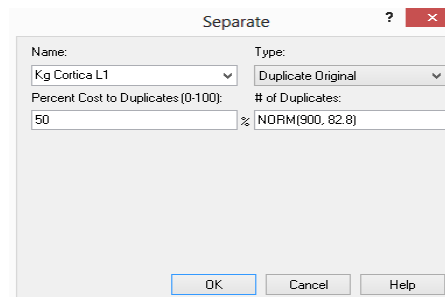 Separate ? ×
Name: Type:
Kg Cortica L1 Duplicate Original
Percent Cost to Duplicates (0-100): # of Duplicates:
50 % NORM(900, 82.8)
OK Cancel Help